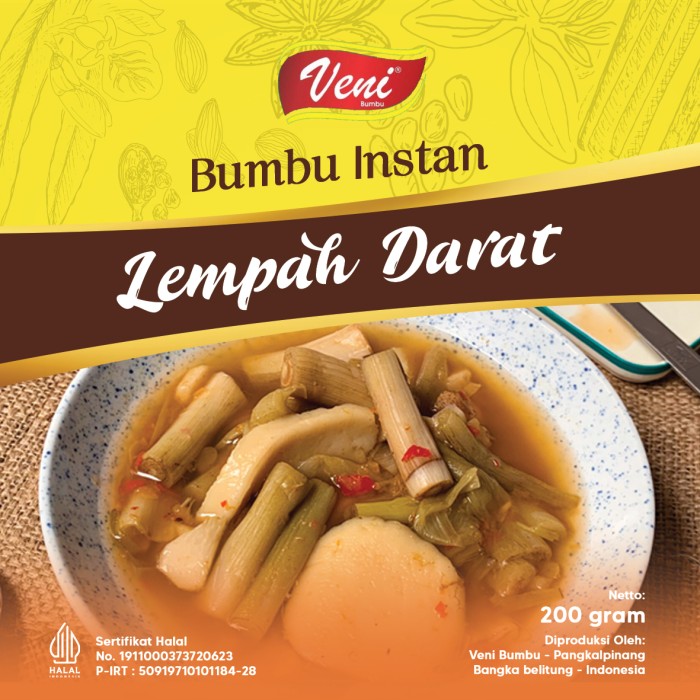 Veni®
Bumbu
Bumbu Instan
Lempah Darat
Netto:
200 gram
Diproduksi Oleh:
Veni Bumbu - Pangkalpinang
Bangka belitung - Indonesia
HALAL
INDONESIA
Sertifikat Halal
No. 1911000373720623
P-IRT : 50919710101184-28